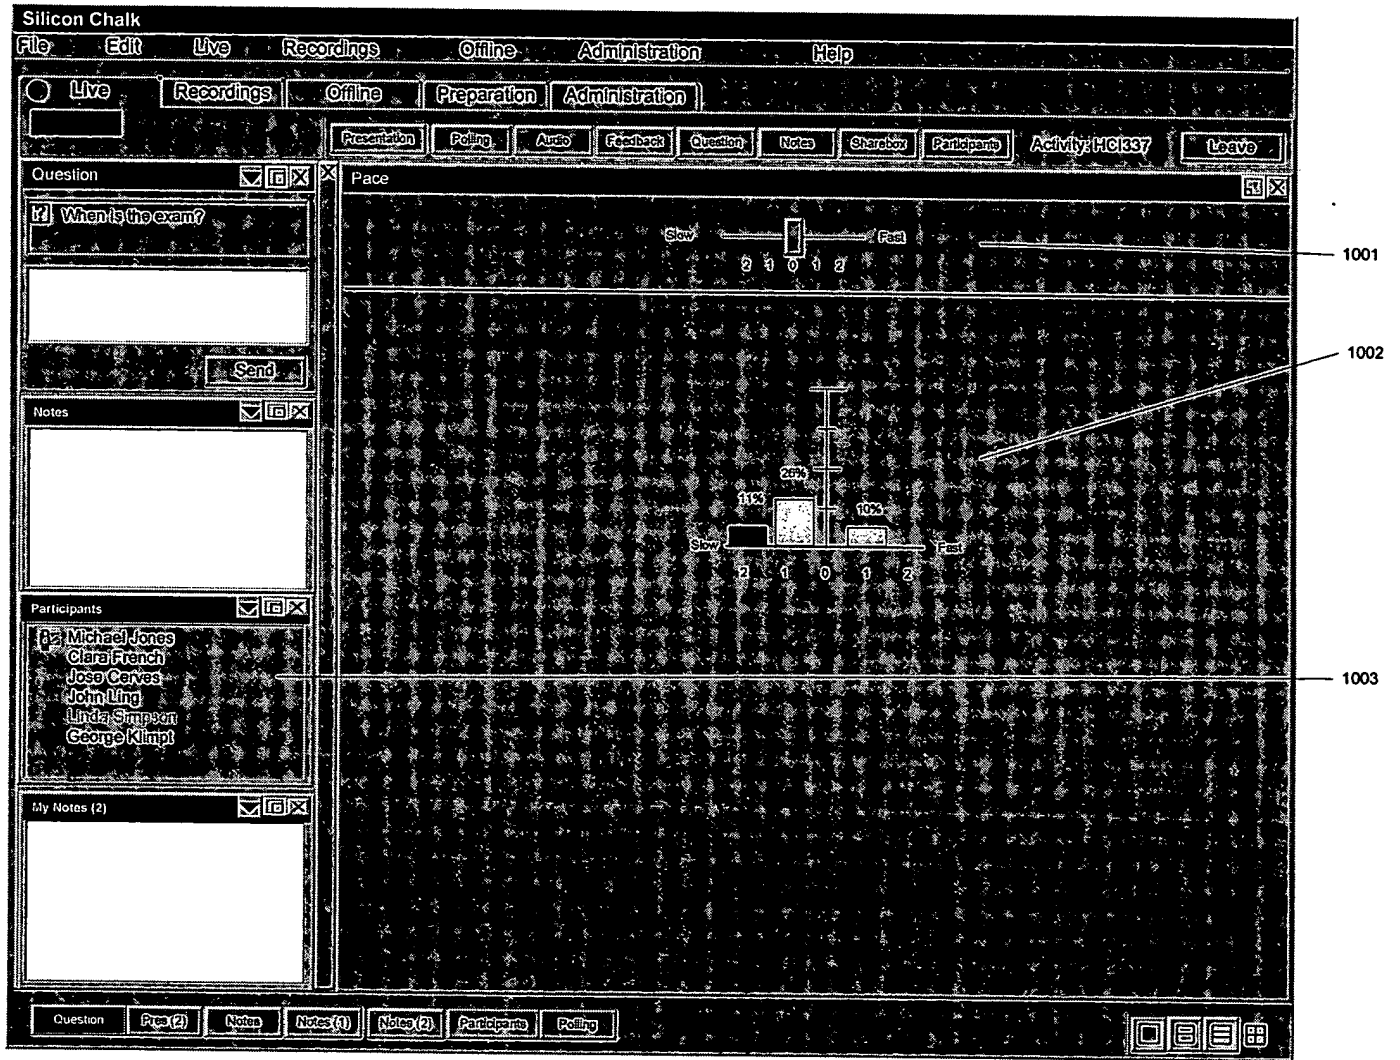 Silicon Chalk
File Edit Live Recordings Offline Administration Help
Live Recordings Offline Preparation Administration
Presentation Polling Audio Feedback Question Notes Sharebox Participants Activity: HCI337 Leave
Question
Pace
When is the exam?
Slow Fast
2 1 0 1 2
1001
Send
1002
Notes
26%
11% 10%
Slow Fast
2 1 0 1 2
Participants
Michael Jones
Clara French
Jose Cerves
John Ling
Linda Simpson
George Klimpt
1003
My Notes (2)
Question Pres (2) Notes Notes (1) Notes (2) Participants Polling